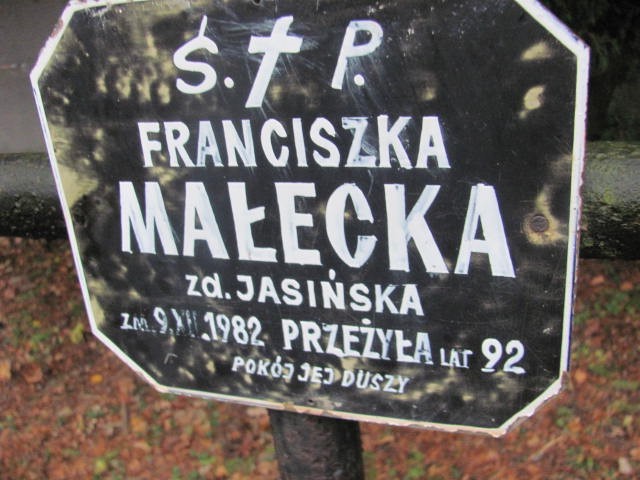 Ś. † P.
FRANCISZKA
MAŁECKA
zd. JASIŃSKA
ZM. 9.XII.1982 PRZEŻYŁA LAT 92
POKÓJ JEJ DUSZY